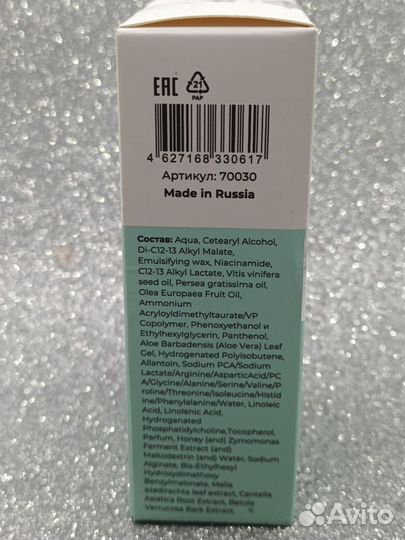 EAC
21
PAP
4 627168 330617
Артикул: 70030
Made in Russia
Состав: Aqua, Cetearyl Alcohol,
Di-C12-13 Alkyl Malate,
Emulsifying wax, Niacinamide,
C12-13 Alkyl Lactate, Vitis vinifera
seed oil, Persea gratissima oil,
Olea Europaea Fruit Oil,
Ammonium
Acryloyldimethyltaurate/VP
Copolymer, Phenoxyethanol и
Ethylhexylglycerin, Panthenol,
Aloe Barbadensis (Aloe Vera) Leaf
Gel, Hydrogenated Polyisobutene,
Allantoin, Sodium PCA/Sodium
Lactate/Arginine/AsparticAcid/PC
A/Glycine/Alanine/Serine/Valine/P
roline/Threonine/Isoleucine/Histid
ine/Phenylalanine/Water, Linoleic
Acid, Linolenic Acid,
Hydrogenated
Phosphatidylcholine,Tocopherol,
Parfum, Honey (and) Zymomonas
Ferment Extract (and)
Maltodextrin (and) Water, Sodium
Alginate, Bis-Ethylhexyl
Hydroxydimethoxy
Benzylmalonate, Melia
azadirachta leaf extract, Centella
Asiatica Root Extract, Betula
Verrucosa Bark Extract.
Avito